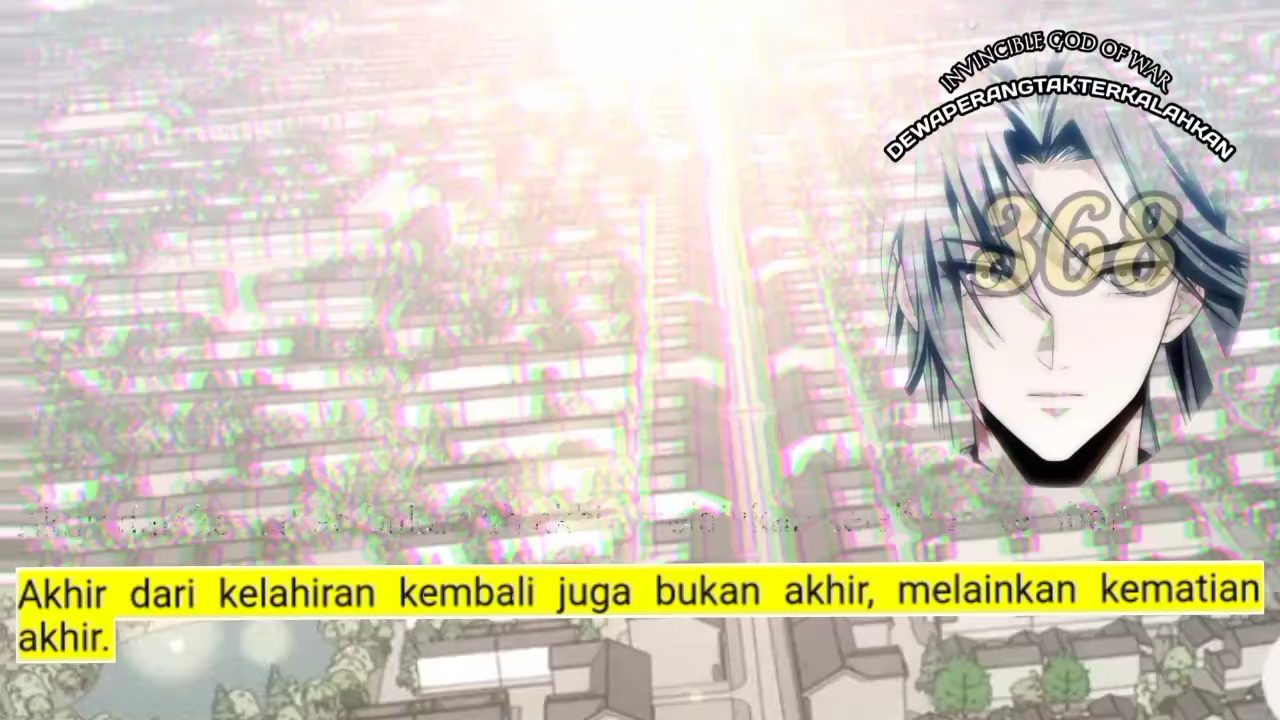 INVINCIBLE GOD OF WAR
DEWAPERANGTAKTERKALAHKAN
368
Akhir dari kelahiran kembali juga bukan akhir, melainkan kematian
akhir.